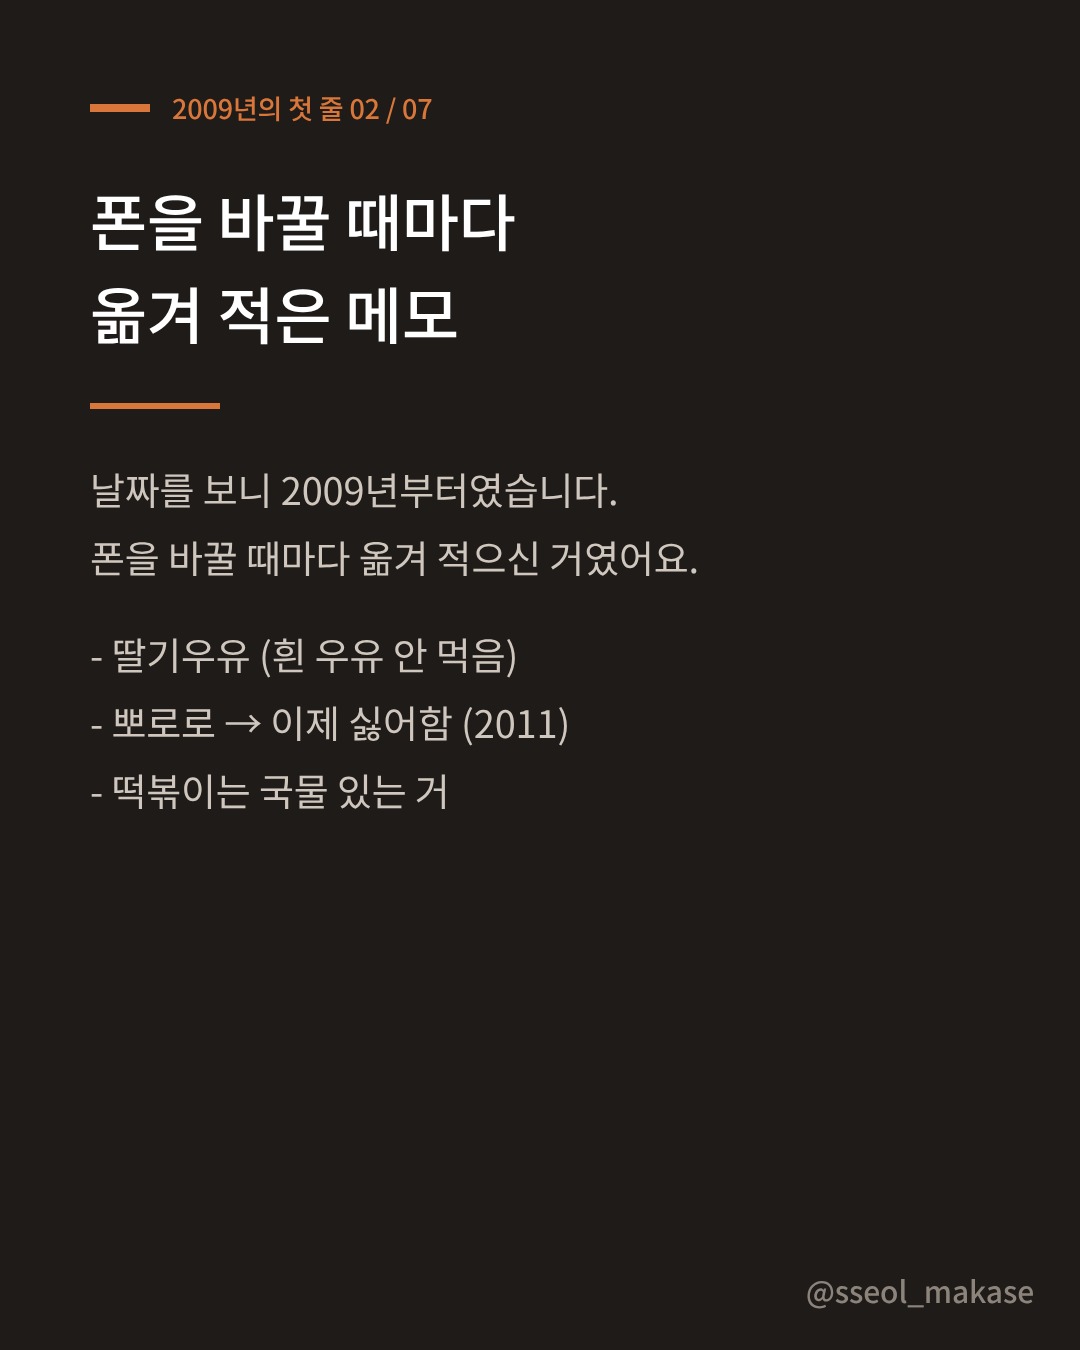 2009년의 첫 줄 02 / 07
폰을 바꿀 때마다
옮겨 적은 메모
날짜를 보니 2009년부터였습니다.
폰을 바꿀 때마다 옮겨 적으신 거였어요.
- 딸기우유 (흰 우유 안 먹음)
- 뽀로로 → 이제 싫어함 (2011)
- 떡볶이는 국물 있는 거
@sseol_makase